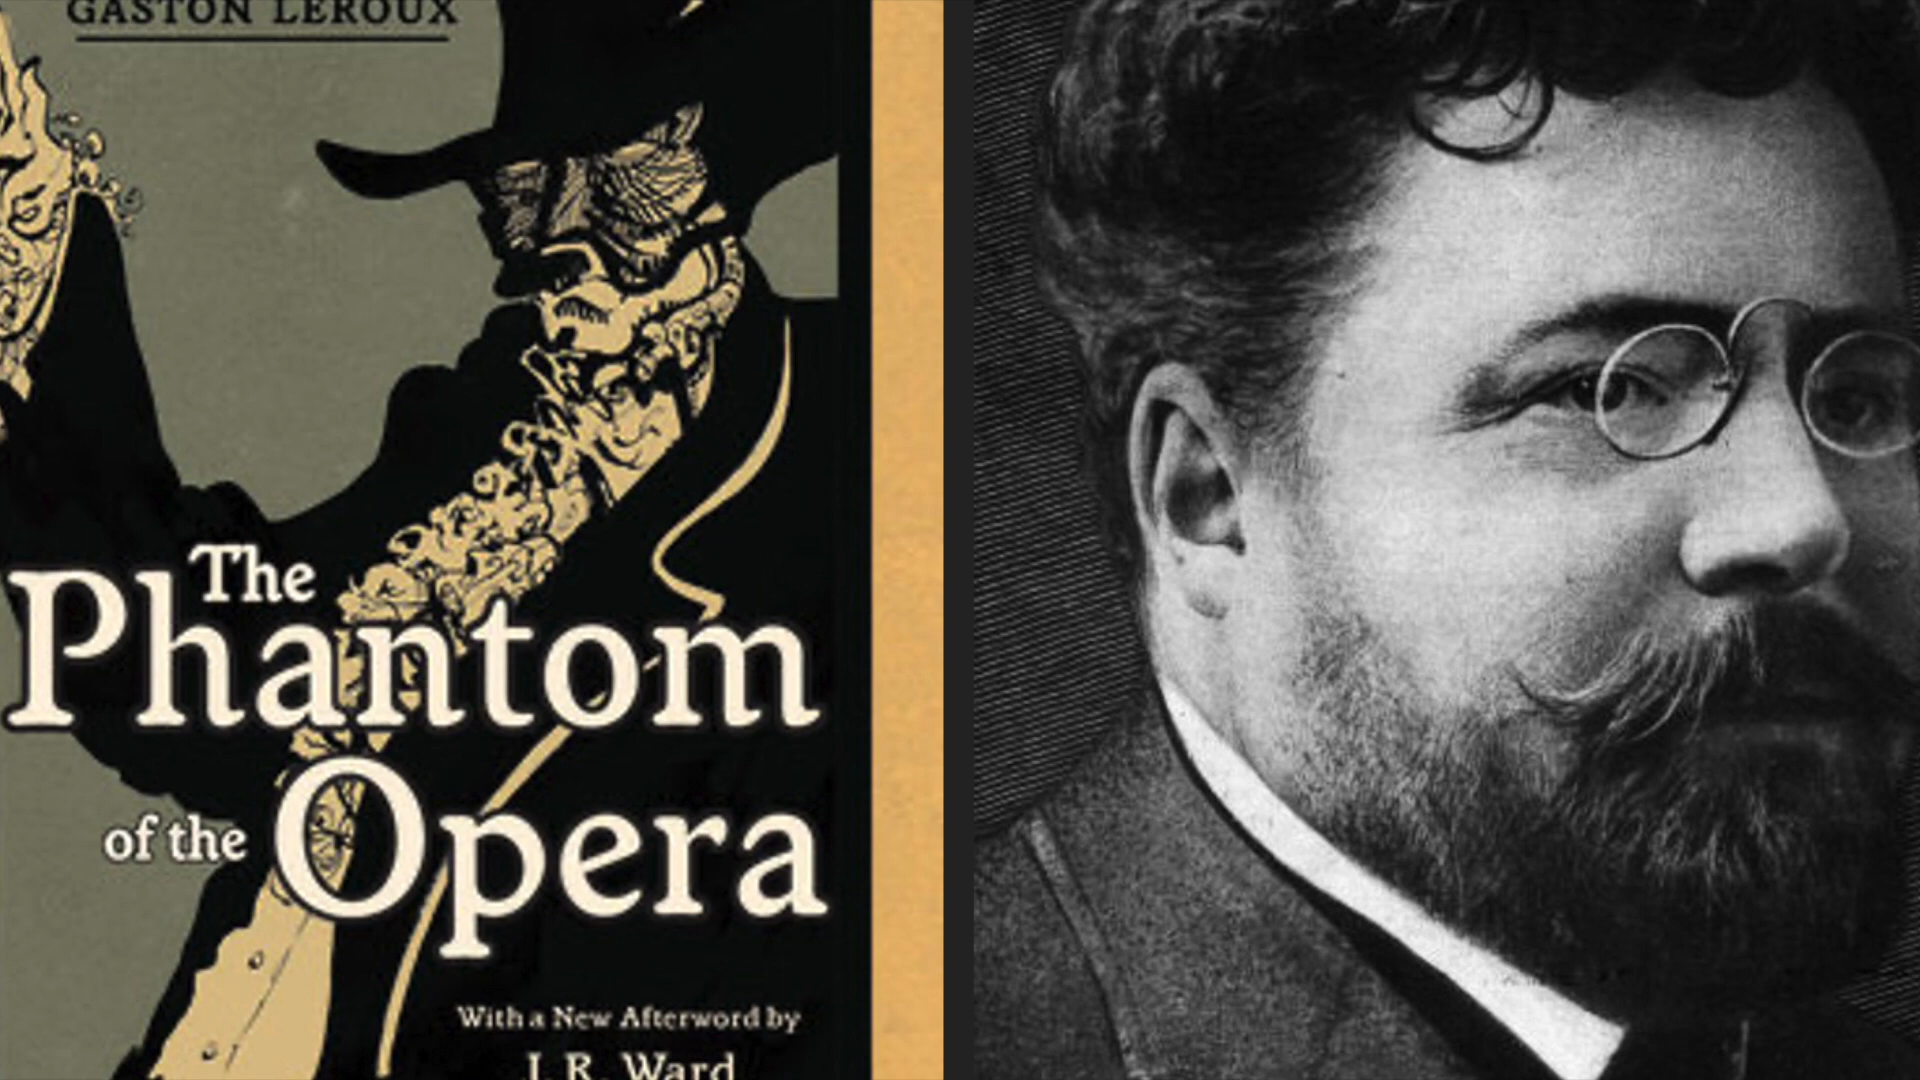 GASTON LEROUX
The
Phantom
of the Opera
With a New Afterword by
J. R. Ward